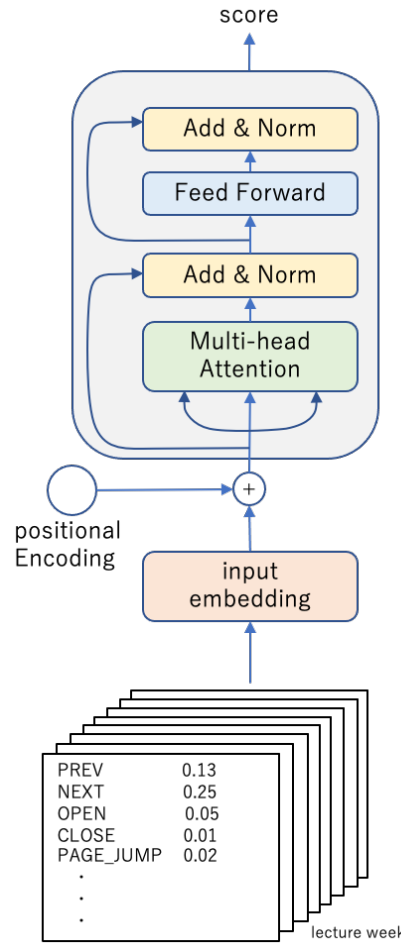 score
Add & Norm
Feed Forward
Add & Norm
Multi-head
Attention
+
positional
Encoding
input
embedding
PREV 0.13
NEXT 0.25
OPEN 0.05
CLOSE 0.01
PAGE_JUMP 0.02
.
.
.
lecture week